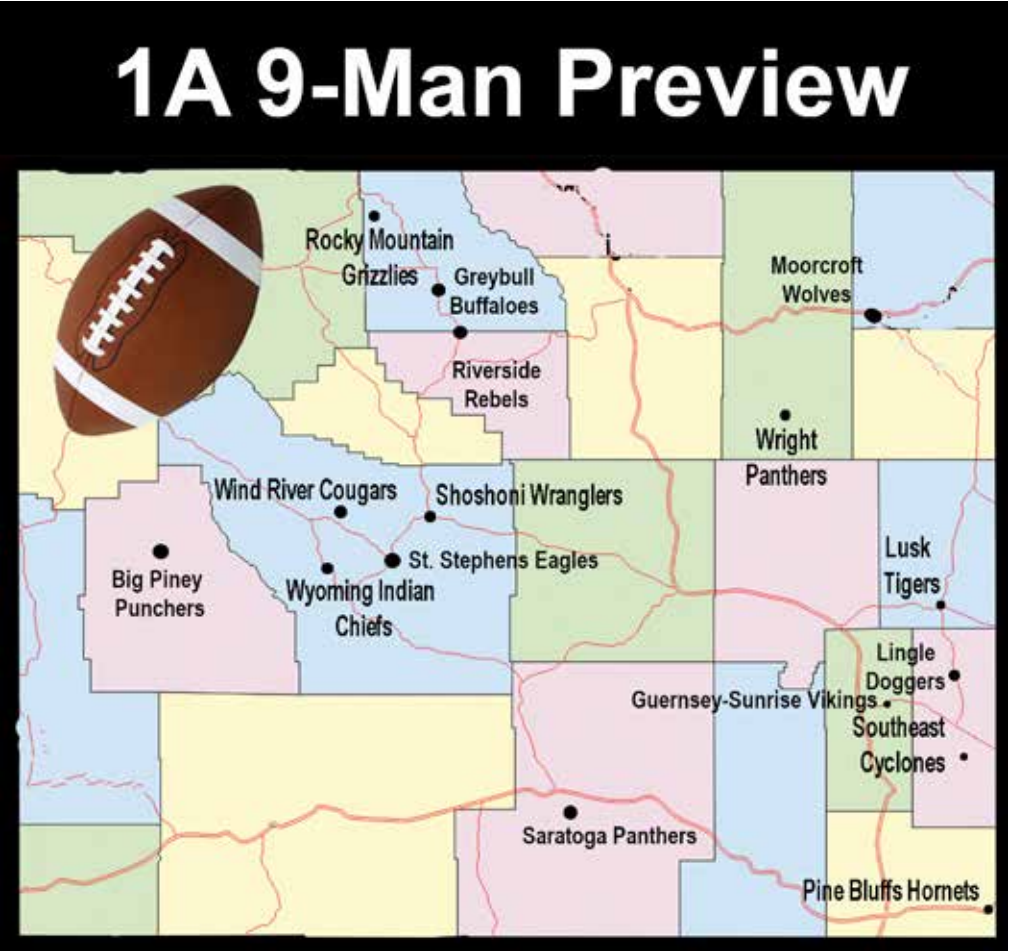 1A 9-Man Preview
Rocky Mountain
Grizzlies
Greybull
Buffaloes
Moorcroft
Wolves
Riverside
Rebels
Wright
Panthers
Wind River Cougars
Shoshoni Wranglers
St. Stephens Eagles
Big Piney
Punchers
Wyoming Indian
Chiefs
Lusk
Tigers
Lingle
Doggers
Guernsey-Sunrise Vikings
Southeast
Cyclones
Saratoga Panthers
Pine Bluffs Hornets